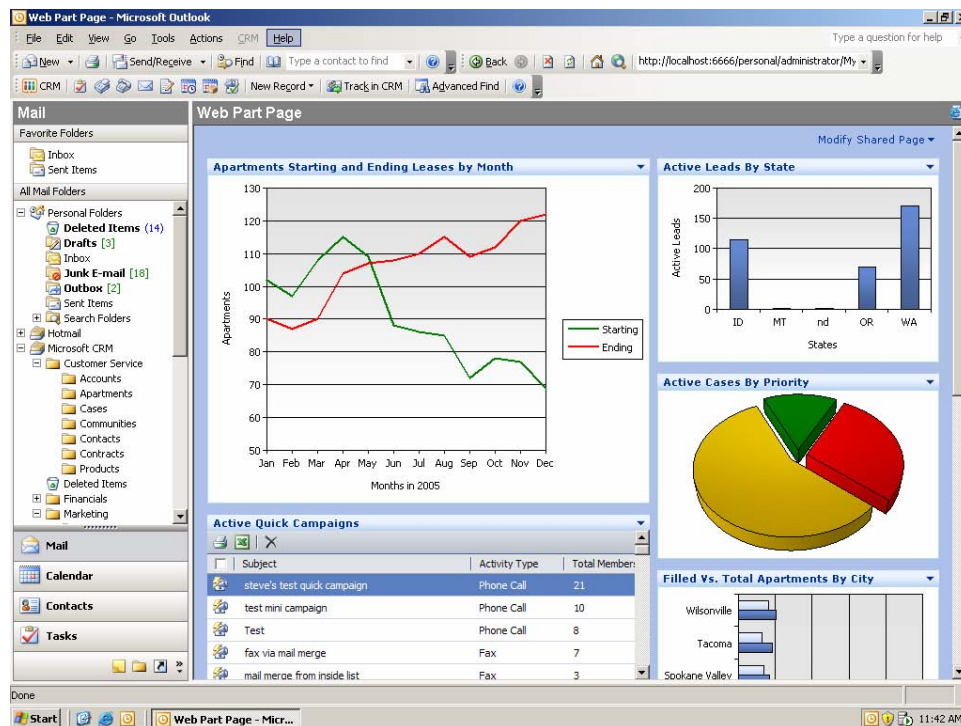 Web Part Page - Microsoft Outlook
File Edit View Go Tools Actions CRM Help
Type a question for help
New Send/Receive Find Type a contact to find Back http://localhost:6666/personal/administrator/My
CRM New Record Track in CRM Advanced Find
Mail
Favorite Folders
Inbox
Sent Items
All Mail Folders
Personal Folders
Deleted Items (14)
Drafts [3]
Inbox
Junk E-mail [18]
Outbox [2]
Sent Items
Search Folders
Hotmail
Microsoft CRM
Customer Service
Accounts
Apartments
Cases
Communities
Contacts
Contracts
Products
Deleted Items
Financials
Marketing
Mail
Calendar
Contacts
Tasks
Web Part Page
Modify Shared Page
Apartments Starting and Ending Leases by Month
130
120
110
100
90
80
70
60
50
Apartments
Jan Feb Mar Apr May Jun Jul Aug Sep Oct Nov Dec
Months in 2005
Starting
Ending
Active Quick Campaigns
Subject Activity Type Total Members
steve's test quick campaign Phone Call 21
test mini campaign Phone Call 10
Test Phone Call 8
fax via mail merge Fax 7
mail merge from inside list Fax 3
Active Leads By State
200
150
100
50
0
Active Leads
ID MT nd OR WA
States
Active Cases By Priority
Filled Vs. Total Apartments By City
Wilsonville
Tacoma
Spokane Valley
Done
Start Web Part Page - Micr... 11:42 AM